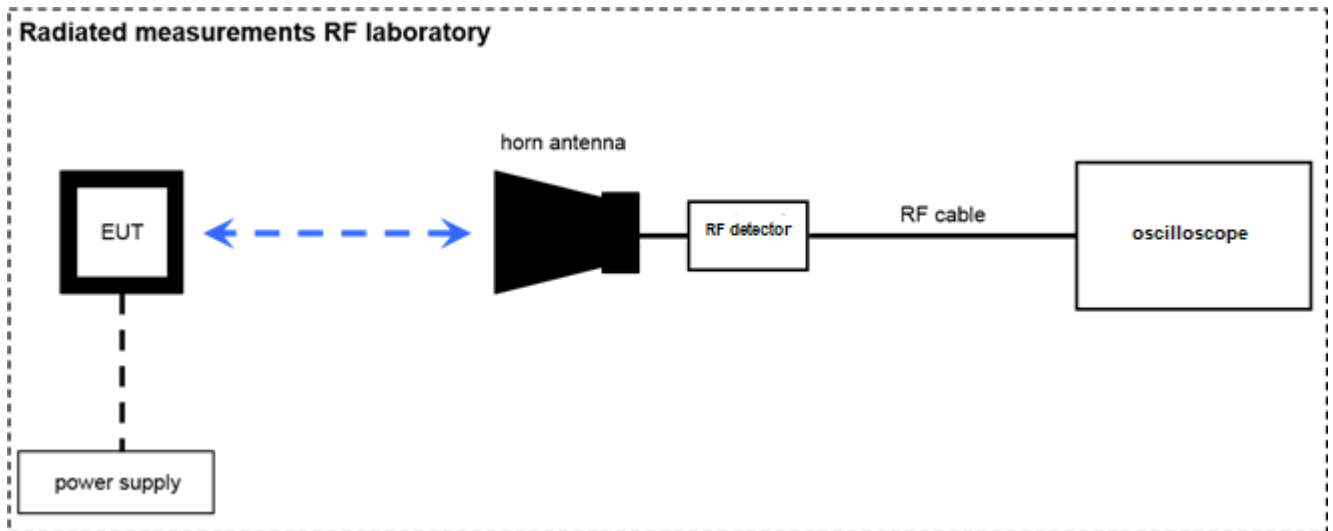 Radiated measurements RF laboratory
horn antenna
EUT
RF detector
RF cable
oscilloscope
power supply